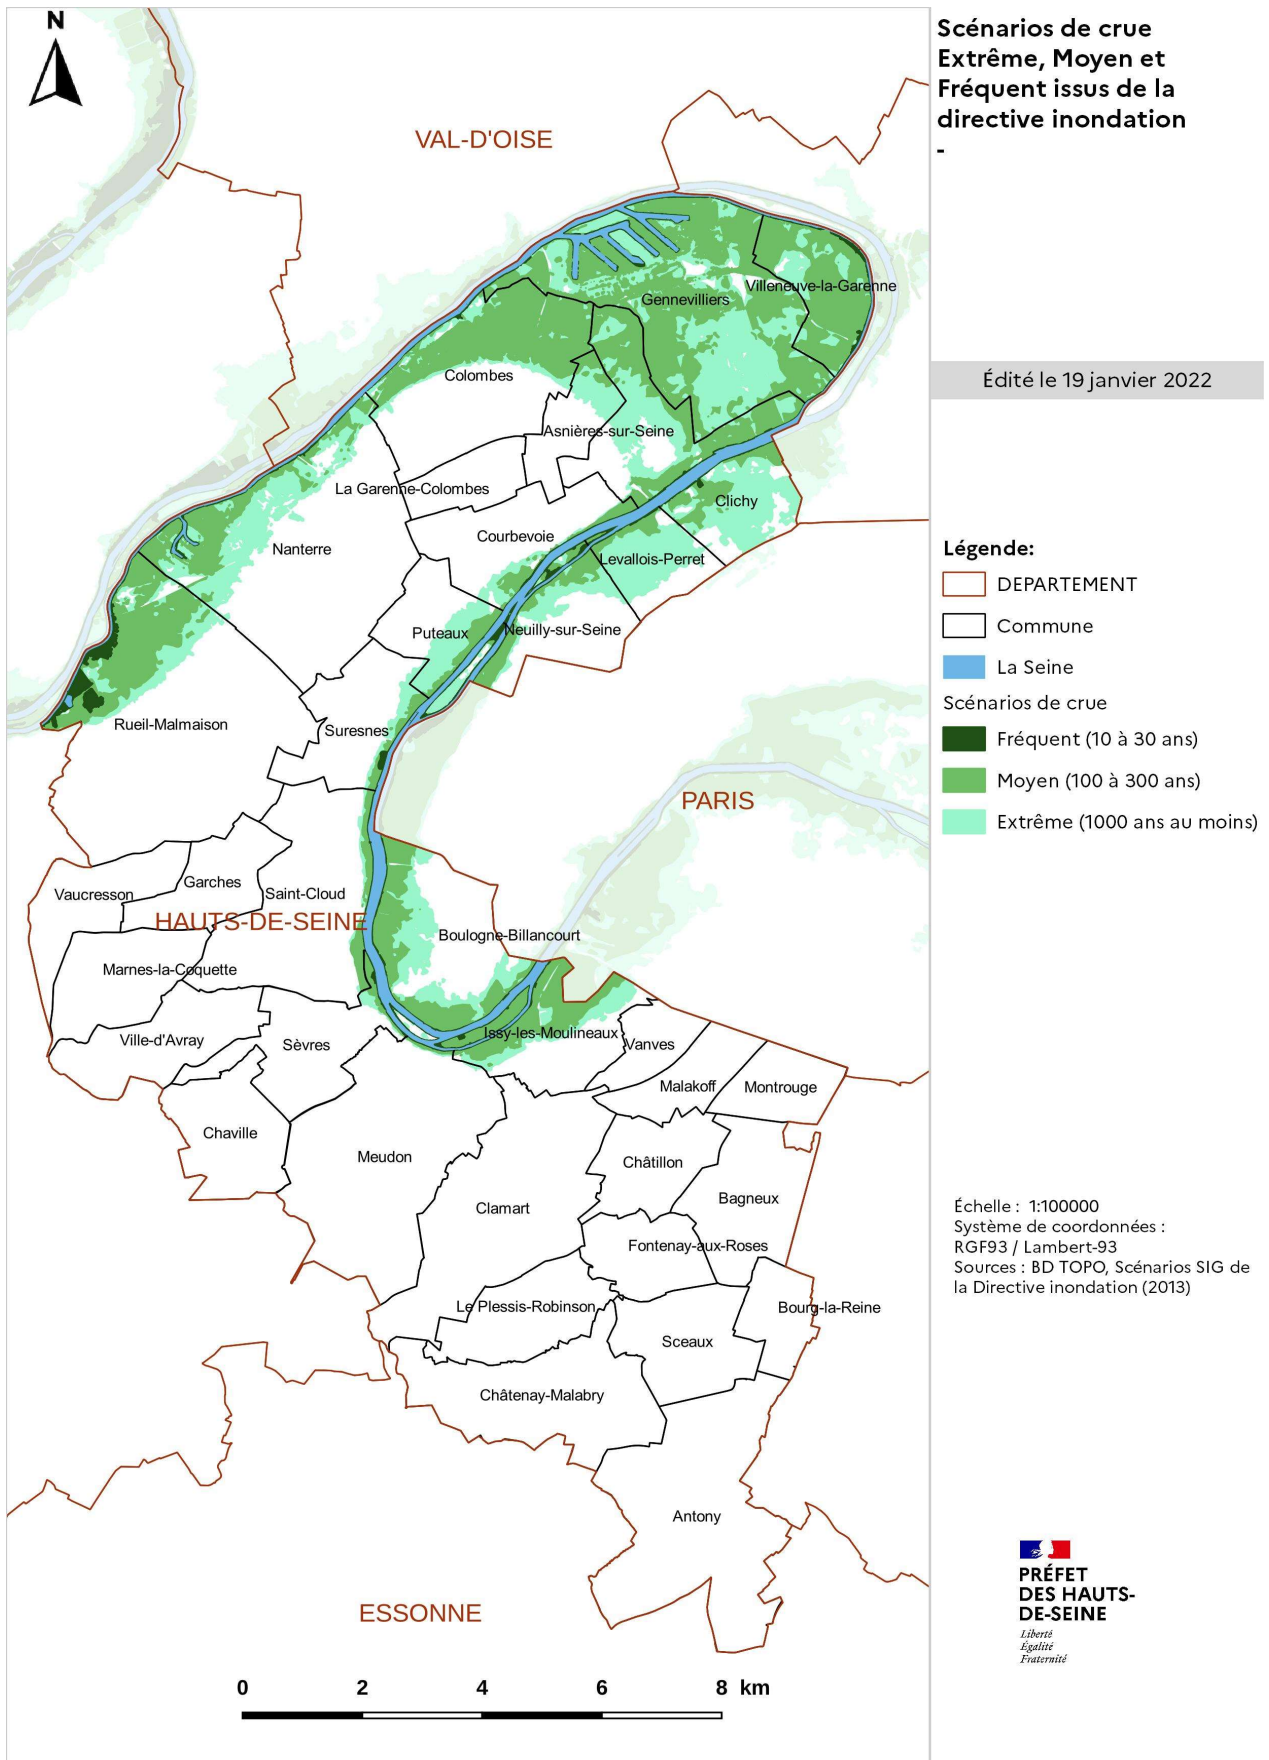 N
Scénarios de crue
Extrême, Moyen et
Fréquent issus de la
directive inondation
-
Édité le 19 janvier 2022
VAL-D'OISE
Villeneuve-la-Garenne
Gennevilliers
Colombes
Asnières-sur-Seine
La Garenne-Colombes
Clichy
Courbevoie
Nanterre
Levallois-Perret
Puteaux
Neuilly-sur-Seine
Rueil-Malmaison
Suresnes
PARIS
Garches
Vaucresson
Saint-Cloud
HAUTS-DE-SEINE
Boulogne-Billancourt
Marnes-la-Coquette
Issy-les-Moulineaux
Ville-d'Avray
Sèvres
Vanves
Malakoff
Montrouge
Chaville
Meudon
Châtillon
Bagneux
Clamart
Fontenay-aux-Roses
Le Plessis-Robinson
Bourg-la-Reine
Sceaux
Châtenay-Malabry
Antony
ESSONNE
0 2 4 6 8 km
Légende:
DEPARTEMENT
Commune
La Seine
Scénarios de crue
Fréquent (10 à 30 ans)
Moyen (100 à 300 ans)
Extrême (1000 ans au moins)
Échelle : 1:100000
Système de coordonnées :
RGF93 / Lambert-93
Sources : BD TOPO, Scénarios SIG de
la Directive inondation (2013)
PRÉFET
DES HAUTS-
DE-SEINE
Liberté
Égalité
Fraternité